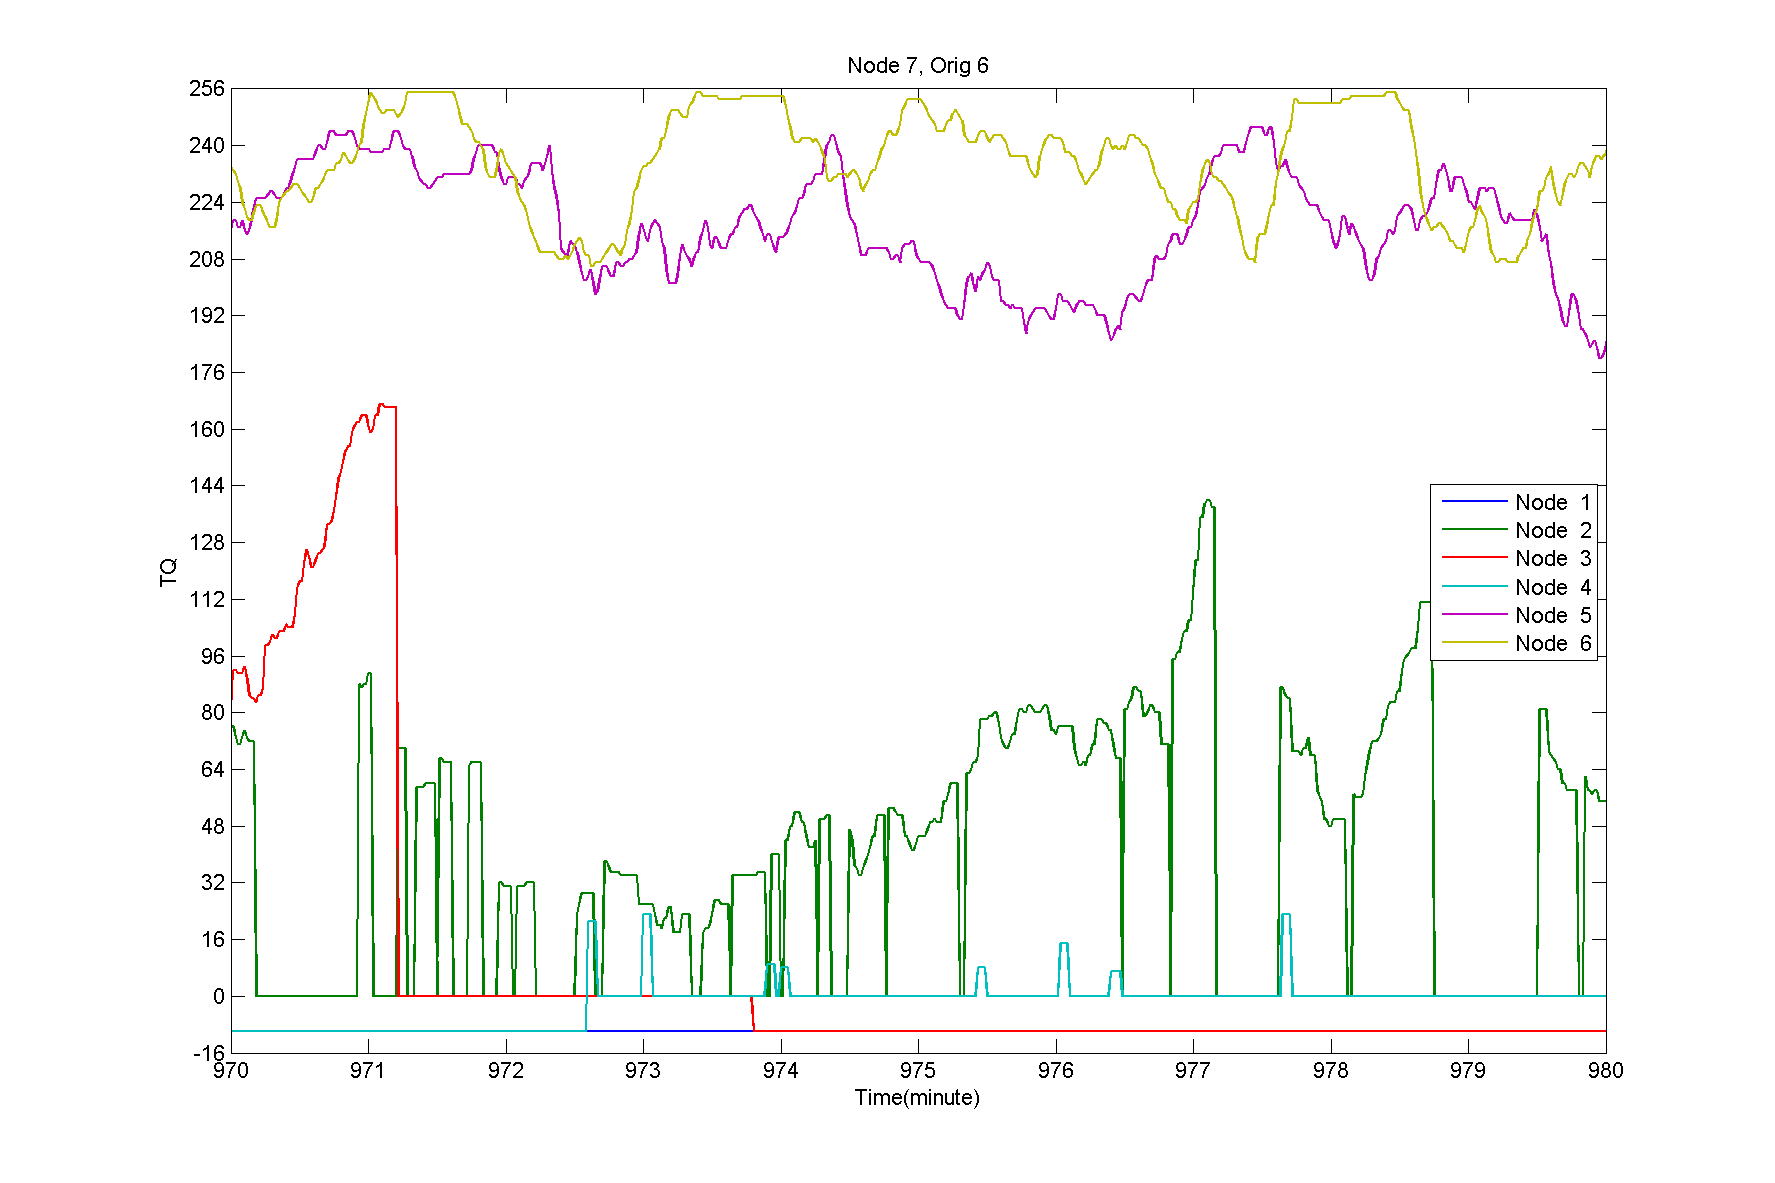 Node 7, Orig 6
256
240
224
208
192
176
160
144
128
112
96
80
64
48
32
16
0
-16
TQ
Node 1
Node 2
Node 3
Node 4
Node 5
Node 6
970 971 972 973 974 975 976 977 978 979 980
Time(minute)